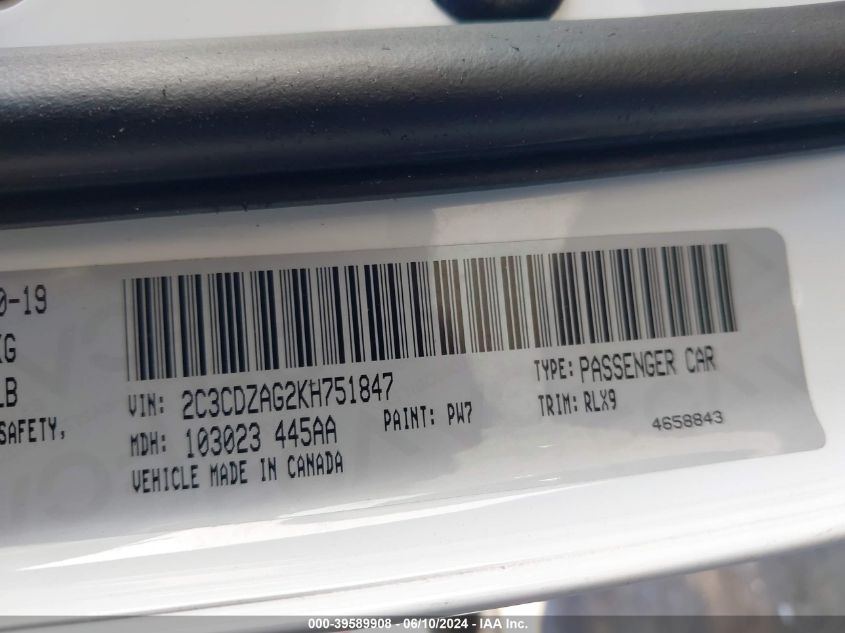 0-19
KG
LB
SAFETY,
VIN: 2C3CDZAG2KH751847
TYPE: PASSENGER CAR
MDH: 103023 445AA
PAINT: PW7
TRIM: RLX9
VEHICLE MADE IN CANADA
4658843
000-39589908 - 06/10/2024 - IAA Inc.